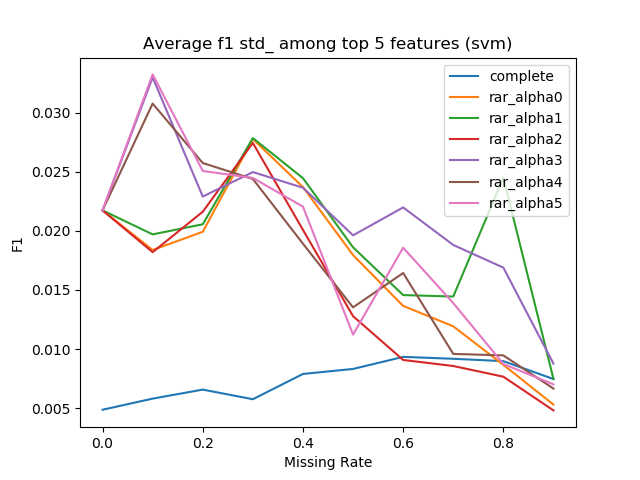 Average f1 std_ among top 5 features (svm)
complete
rar_alpha0
rar_alpha1
rar_alpha2
rar_alpha3
rar_alpha4
rar_alpha5
0.030
0.025
0.020
0.015
0.010
0.005
F1
0.0 0.2 0.4 0.6 0.8
Missing Rate